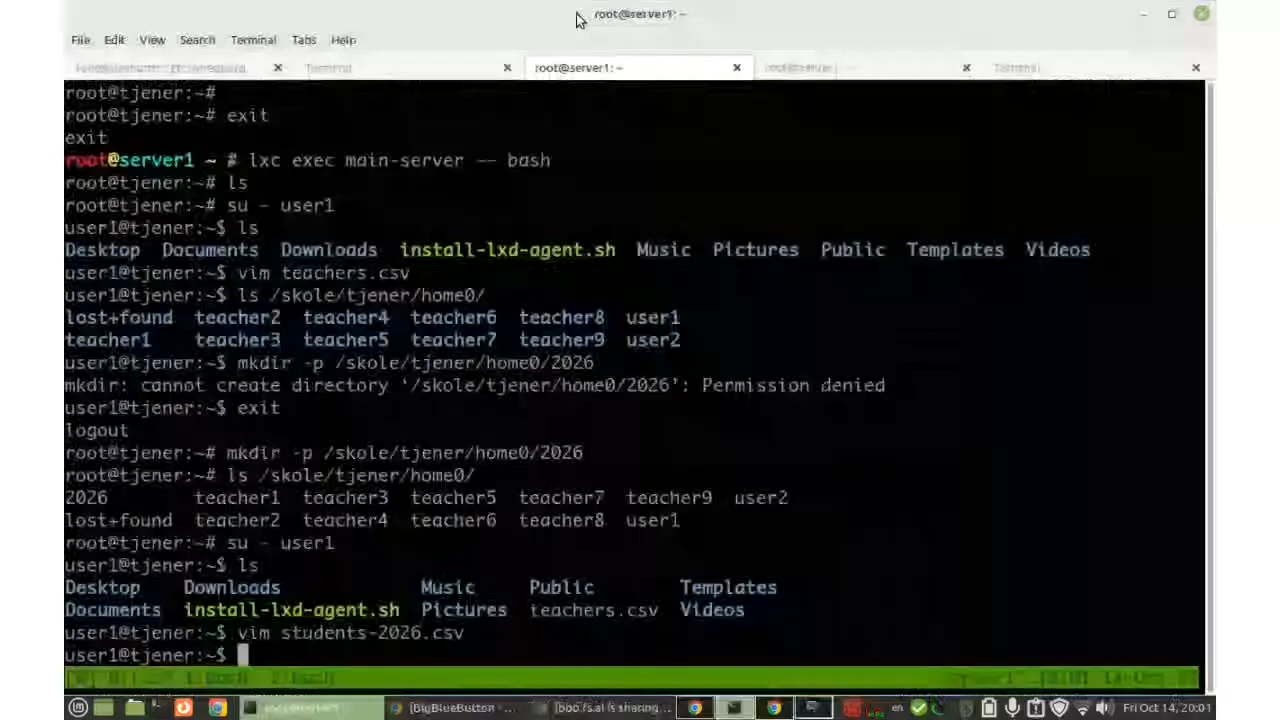 root@server1: ~
File Edit View Search Terminal Tabs Help
Terminal root@server1: ~ Terminal
root@tjener:~#
root@tjener:~# exit
exit
root@server1 ~ # lxc exec main-server -- bash
root@tjener:~# ls
root@tjener:~# su - user1
user1@tjener:~$ ls
Desktop Documents Downloads install-lxd-agent.sh Music Pictures Public Templates Videos
user1@tjener:~$ vim teachers.csv
user1@tjener:~$ ls /skole/tjener/home0/
lost+found teacher2 teacher4 teacher6 teacher8 user1
teacher1 teacher3 teacher5 teacher7 teacher9 user2
user1@tjener:~$ mkdir -p /skole/tjener/home0/2026
mkdir: cannot create directory '/skole/tjener/home0/2026': Permission denied
user1@tjener:~$ exit
logout
root@tjener:~# mkdir -p /skole/tjener/home0/2026
root@tjener:~# ls /skole/tjener/home0/
2026 teacher1 teacher3 teacher5 teacher7 teacher9 user2
lost+found teacher2 teacher4 teacher6 teacher8 user1
root@tjener:~# su - user1
user1@tjener:~$ ls
Desktop Downloads Music Public Templates
Documents install-lxd-agent.sh Pictures teachers.csv Videos
user1@tjener:~$ vim students-2026.csv
user1@tjener:~$
[BigBlueButton - ... is sharing... en Fri Oct 14, 20:01